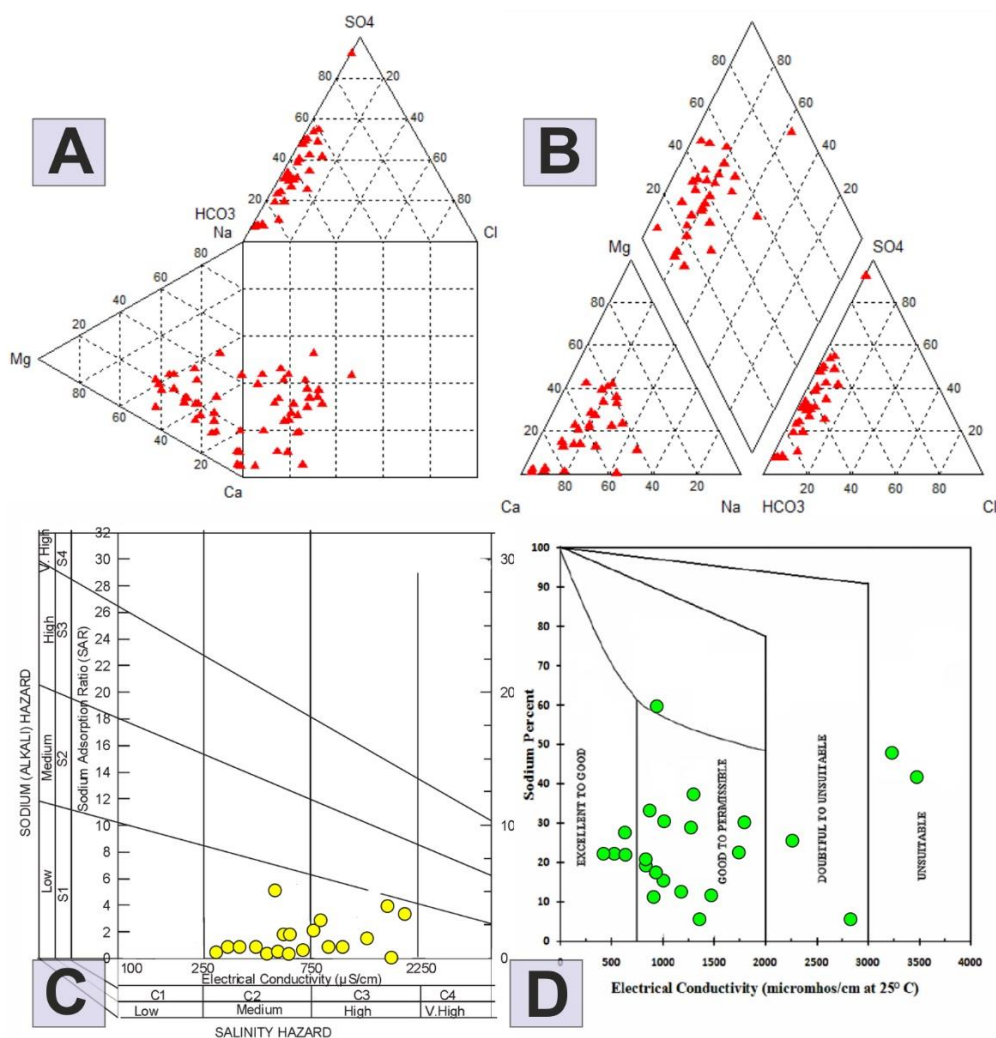 A
SO4
80
20
60
40
40
60
20
80
HCO3
Na
Cl
80
60
40
20
Mg
80
60
40
20
Ca
B
80
80
60
60
40
40
20
20
Mg
SO4
80
80
60
60
40
40
20
20
Ca
80
60
40
20
Na
HCO3
20
40
60
80
Cl
C
SODIUM (ALKALI) HAZARD
V. High
High
Medium
Low
S4
S3
S2
S1
Sodium Adsorption Ratio (SAR)
32
30
28
26
24
22
20
18
16
14
12
10
8
6
4
2
0
30
20
10
0
100
250
750
2250
Electrical Conductivity (µS/cm)
C1
C2
C3
C4
Low
Medium
High
V.High
SALINITY HAZARD
D
Sodium Percent
100
90
80
70
60
50
40
30
20
10
0
EXCELLENT TO GOOD
GOOD TO PERMISSIBLE
DOUBIFUL TO UNSUITABLE
UNSUITABLE
0
500
1000
1500
2000
2500
3000
3500
4000
Electrical Conductivity (micromhos/cm at 25° C)